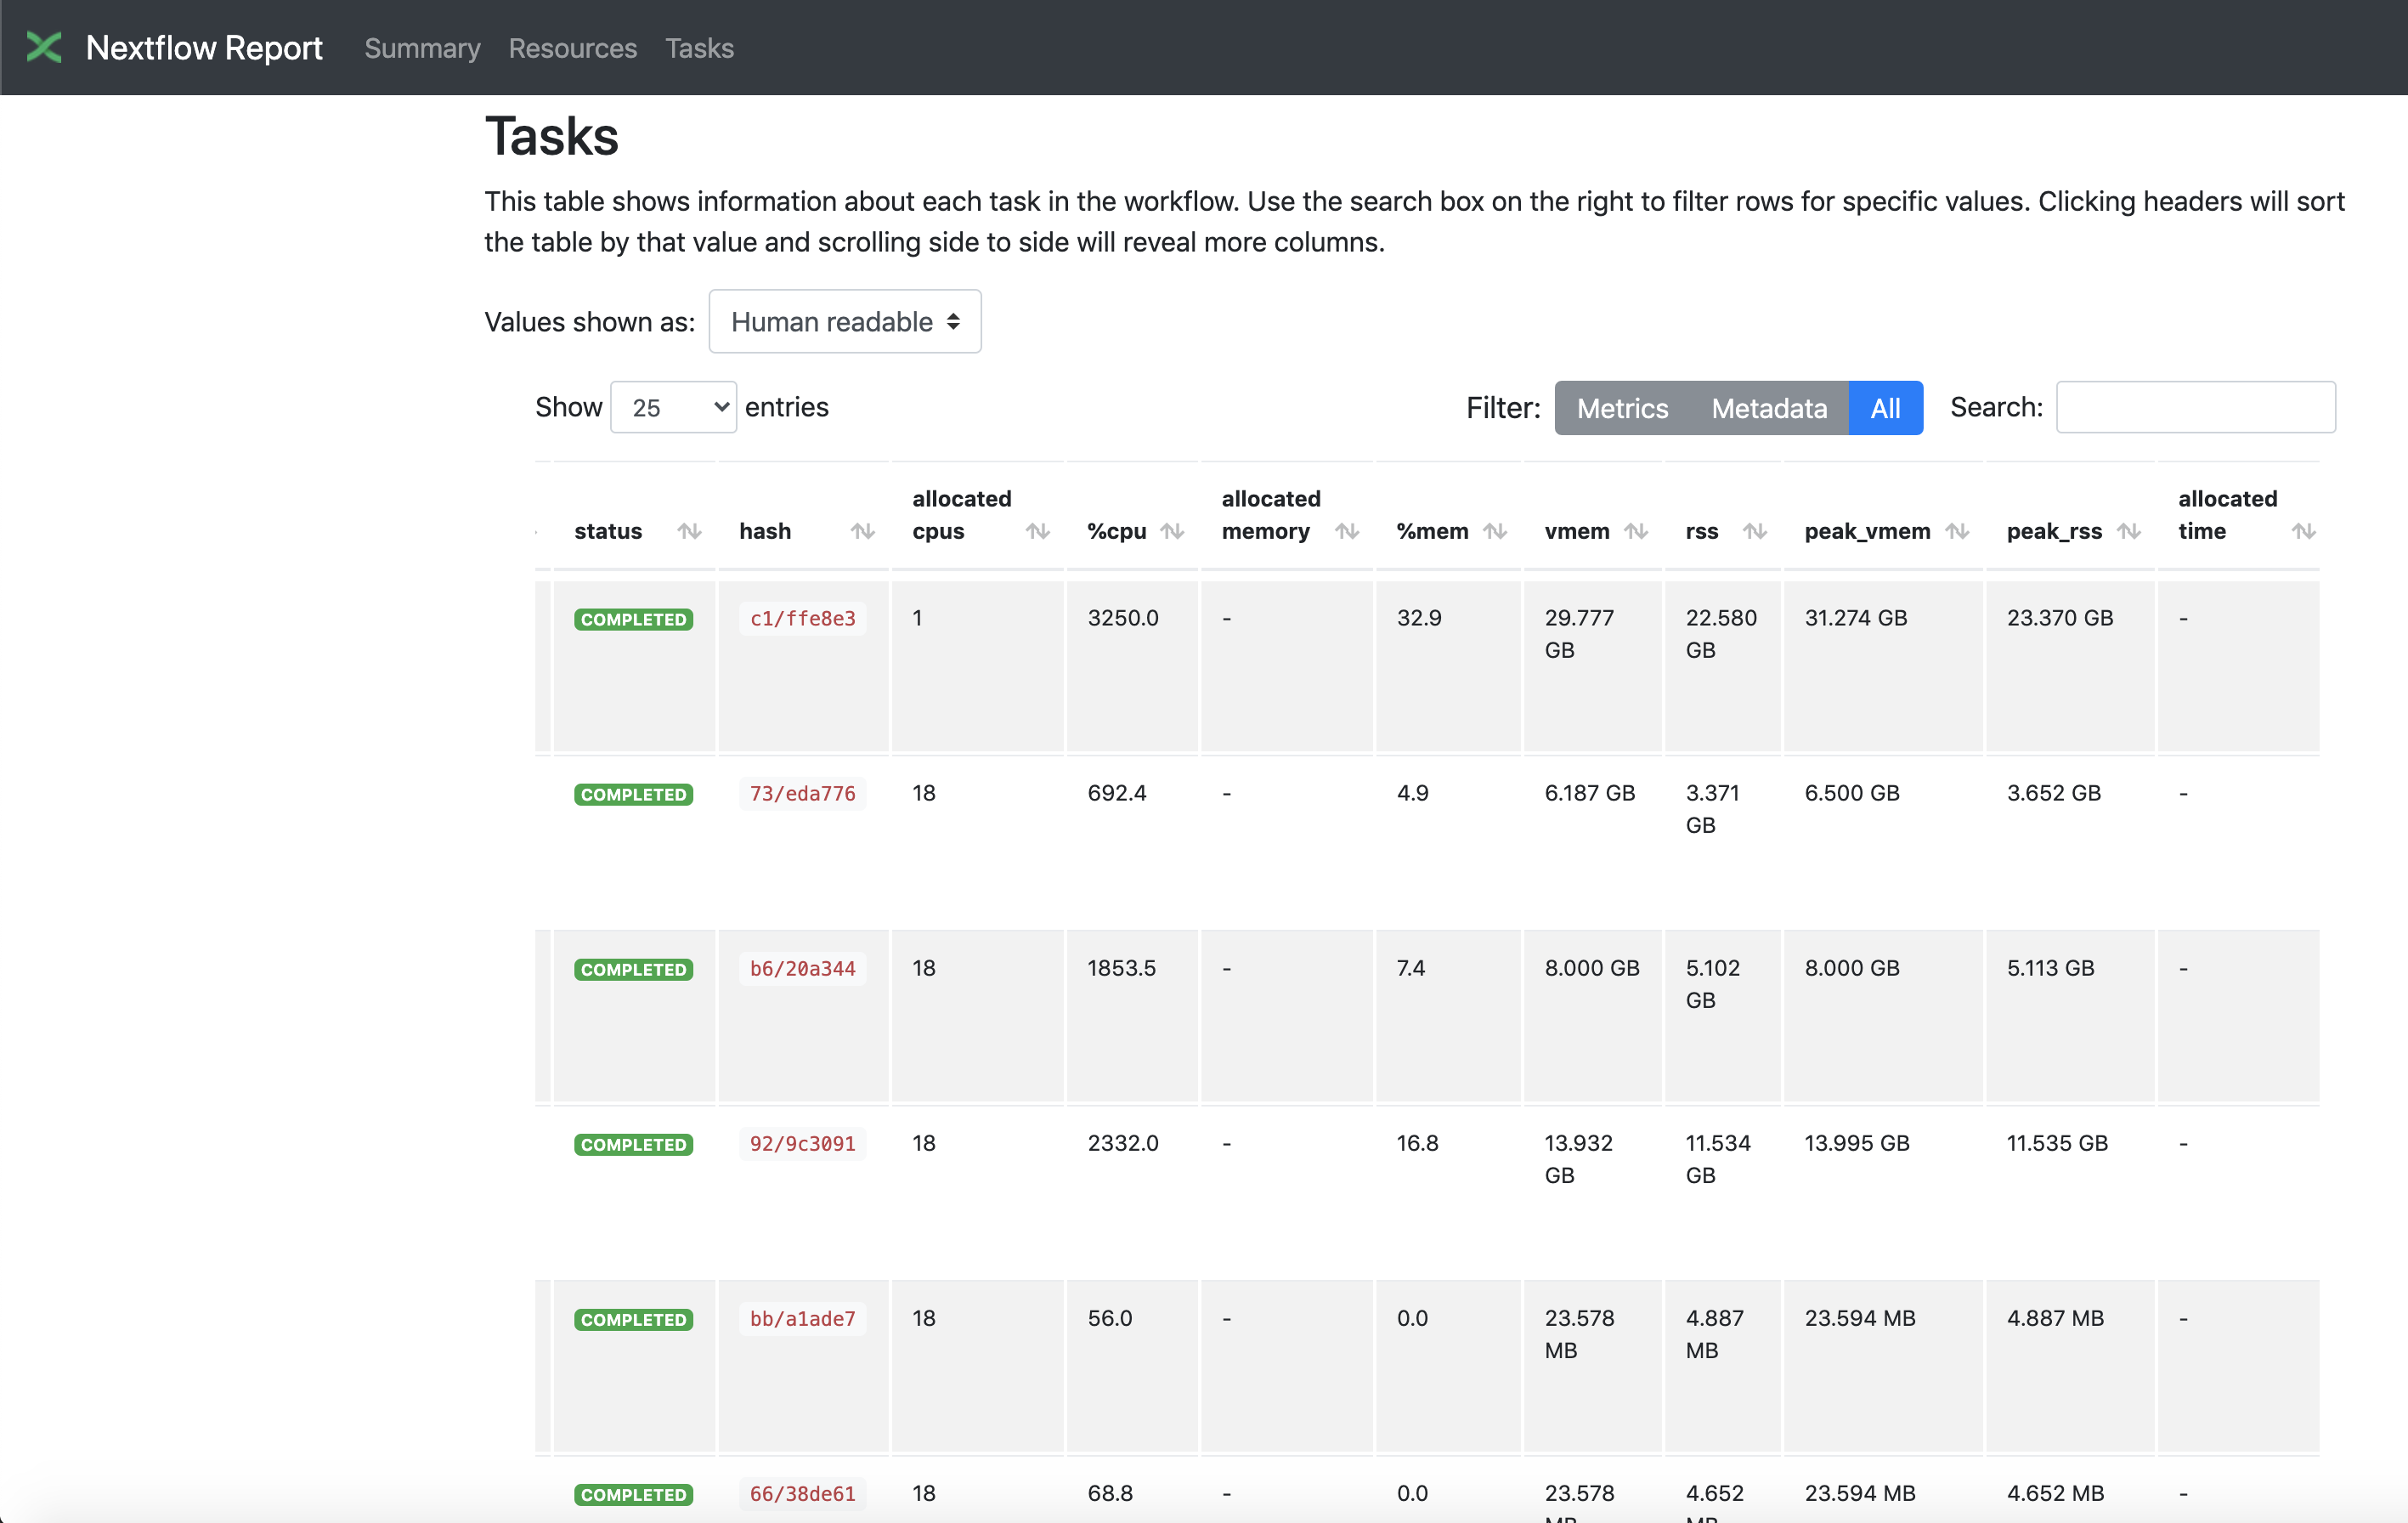 Nextflow Report Summary Resources Tasks
Tasks
This table shows information about each task in the workflow. Use the search box on the right to filter rows for specific values. Clicking headers will sort
the table by that value and scrolling side to side will reveal more columns.
Values shown as: Human readable
Show 25 entries Filter: Metrics Metadata All Search:
allocated allocated allocated
status hash cpus %cpu memory %mem vmem rss peak_vmem peak_rss time
COMPLETED c1/ffe8e3 1 3250.0 - 32.9 29.777 22.580 31.274 GB 23.370 GB -
GB GB
COMPLETED 73/eda776 18 692.4 - 4.9 6.187 GB 3.371 6.500 GB 3.652 GB -
GB
COMPLETED b6/20a344 18 1853.5 - 7.4 8.000 GB 5.102 8.000 GB 5.113 GB -
GB
COMPLETED 92/9c3091 18 2332.0 - 16.8 13.932 11.534 13.995 GB 11.535 GB -
GB GB
COMPLETED bb/a1ade7 18 56.0 - 0.0 23.578 4.887 23.594 MB 4.887 MB -
MB MB
COMPLETED 66/38de61 18 68.8 - 0.0 23.578 4.652 23.594 MB 4.652 MB -